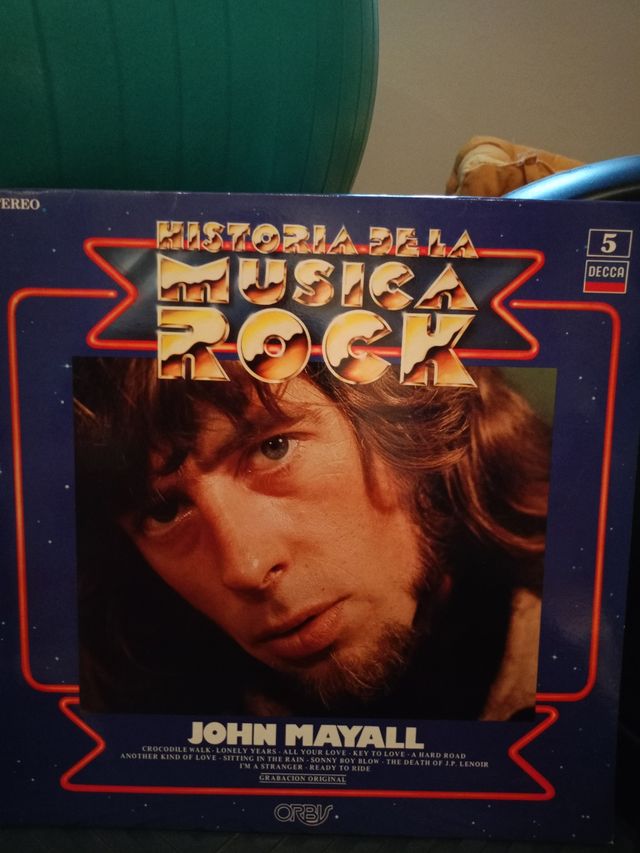 TEREO
HISTORIA DE LA
MUSICA
ROCK
5
DECCA
JOHN MAYALL
CROCODILE WALK - LONELY YEARS - ALL YOUR LOVE - KEY TO LOVE - A HARD ROAD
ANOTHER KIND OF LOVE - SITTING IN THE RAIN - SONNY BOY BLOW - THE DEATH OF J.P. LENOIR
I'M A STRANGER - READY TO RIDE
GRABACION ORIGINAL
ORBIS